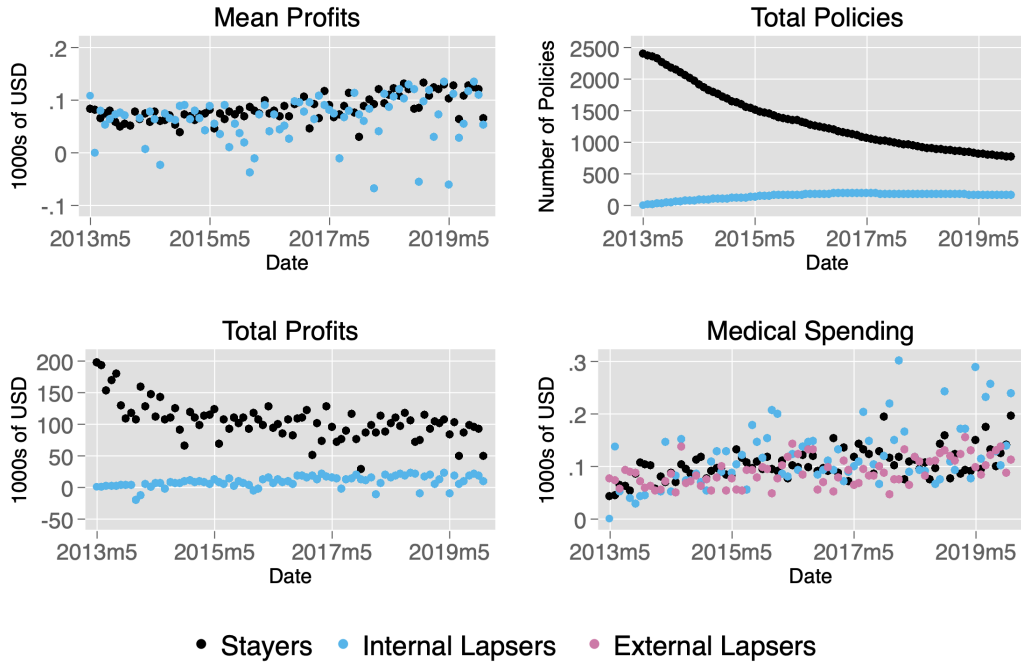 Mean Profits
1000s of USD
.2
.1
0
-.1
2013m5 2015m5 2017m5 2019m5
Date
Total Policies
Number of Policies
2500
2000
1500
1000
500
0
2013m5 2015m5 2017m5 2019m5
Date
Total Profits
1000s of USD
200
150
100
50
0
-50
2013m5 2015m5 2017m5 2019m5
Date
Medical Spending
1000s of USD
.3
.2
.1
0
2013m5 2015m5 2017m5 2019m5
Date
Stayers Internal Lapsers External Lapsers